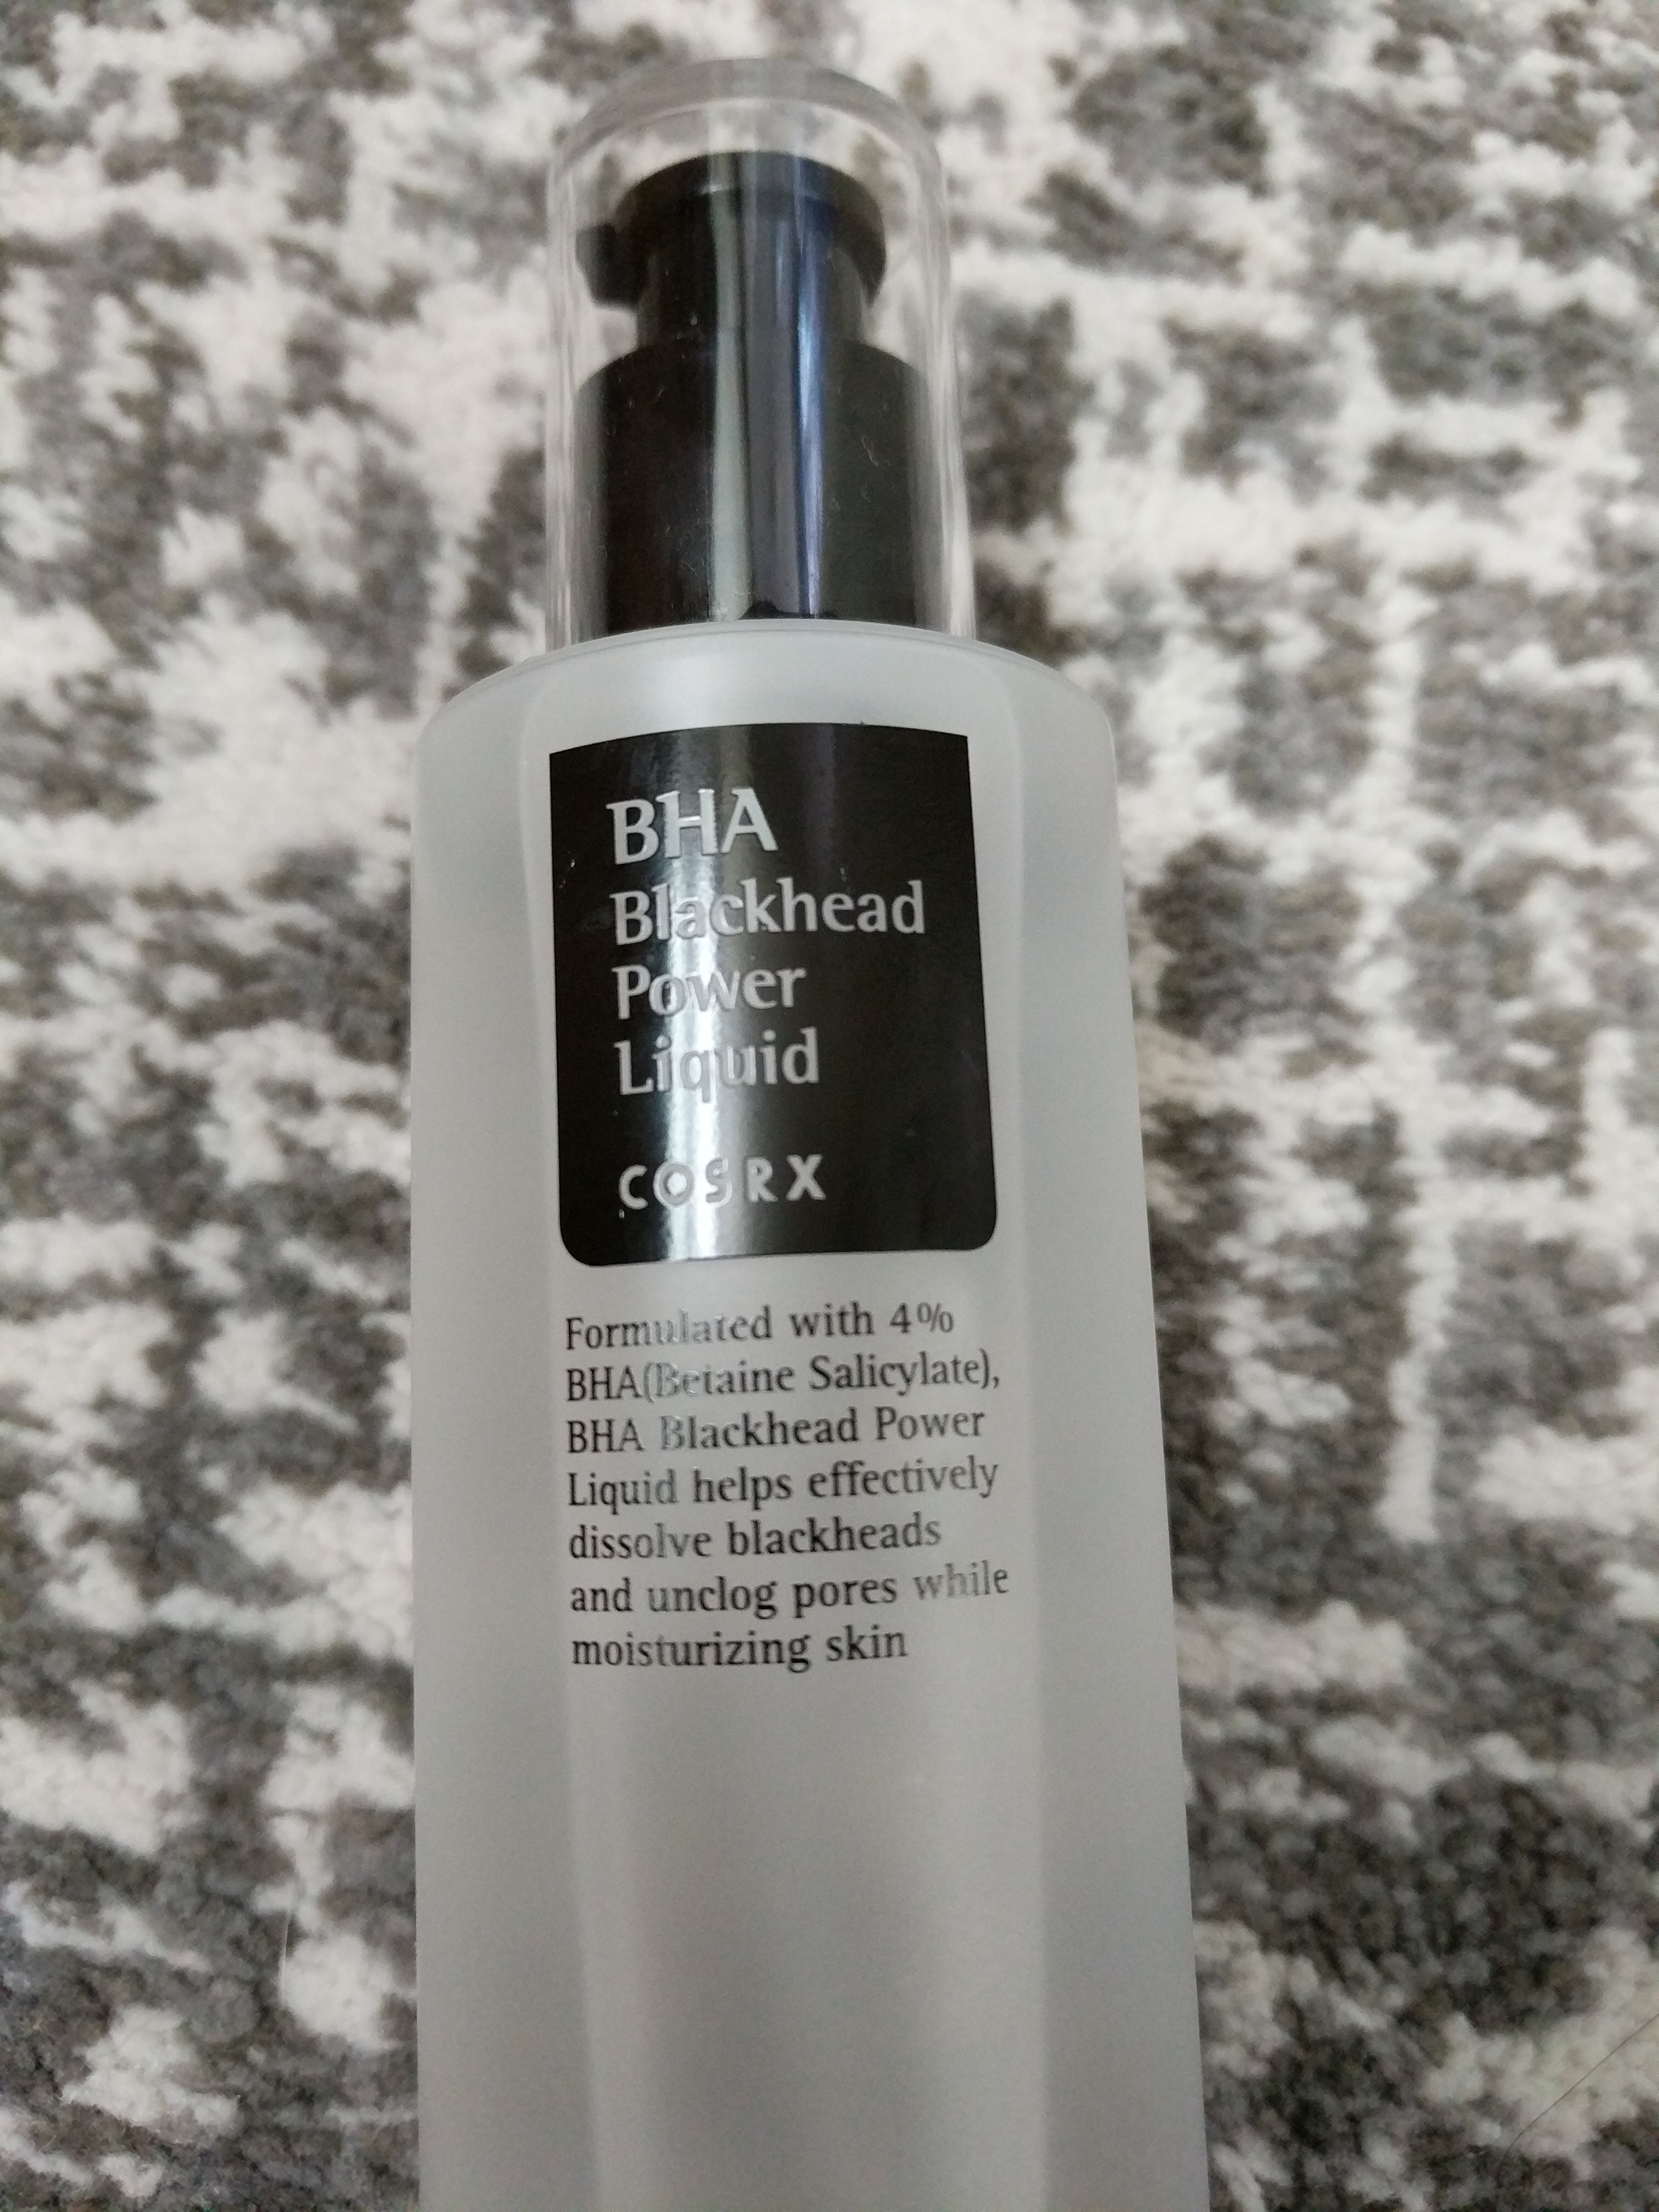 BHA
Blackhead
Power
Liquid
COSRX
Formulated with 4%
BHA(Betaine Salicylate),
BHA Blackhead Power
Liquid helps effectively
dissolve blackheads
and unclog pores while
moisturizing skin